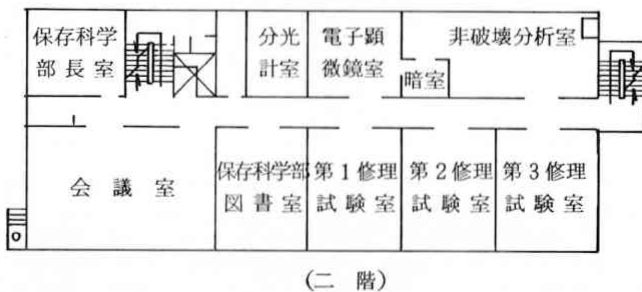 保存科学
部長室
分光
計室
電子顕
微鏡室
暗室
非破壊分析室
会議室
保存科学部
図書室
第1修理
試験室
第2修理
試験室
第3修理
試験室
(二階)